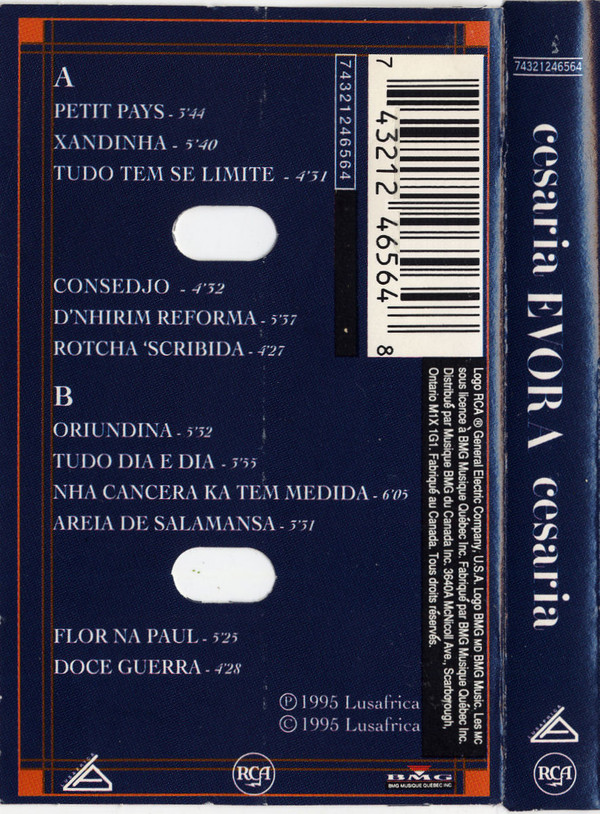 A
PETIT PAYS - 3'44
XANDINHA - 5'40
TUDO TEM SE LIMITE - 4'31
CONSEDJO - 4'32
D'NHIRIM REFORMA - 5'37
ROTCHA 'SCRIBIDA - 4'27
B
ORIUNDINA - 5'32
TUDO DIA E DIA - 3'55
NHA CANCERA KA TEM MEDIDA - 6'05
AREIA DE SALAMANSA - 3'31
FLOR NA PAUL - 5'25
DOCE GUERRA - 4'28
℗ 1995 Lusafrica
© 1995 Lusafrica
RCA
BMG
BMG MUSIQUE QUÉBEC INC.
74321246564
7 43212 46564 8
Logo RCA ® General Electric Company, U.S.A. Logo BMG MD BMG Music. Les MC
sous licence à BMG Musique Québec Inc. Fabriqué par BMG Musique Québec Inc.
Distribué par Musique BMG du Canada Inc. 3640A McNicoll Ave., Scarborough,
Ontario M1X 1G1. Fabriqué au Canada. Tous droits réservés.
74321246564
cesaria EVORA cesaria
RCA